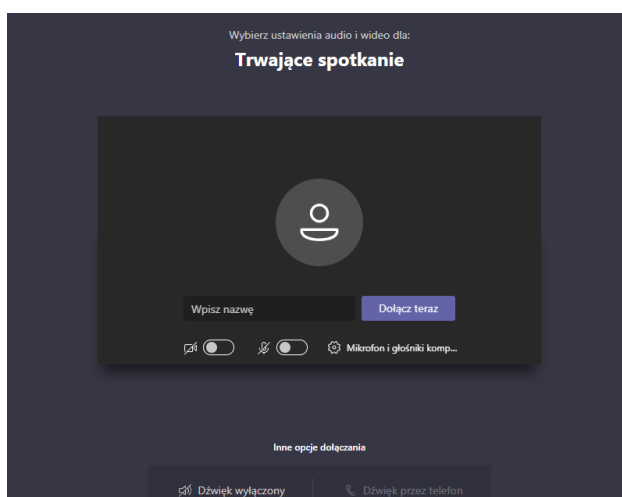 Wybierz ustawienia audio i wideo dla:
Trwające spotkanie
Wpisz nazwę
Dołącz teraz
Mikrofon i głośniki komp...
Inne opcje dołączania
Dźwięk wyłączony
Dźwięk przez telefon